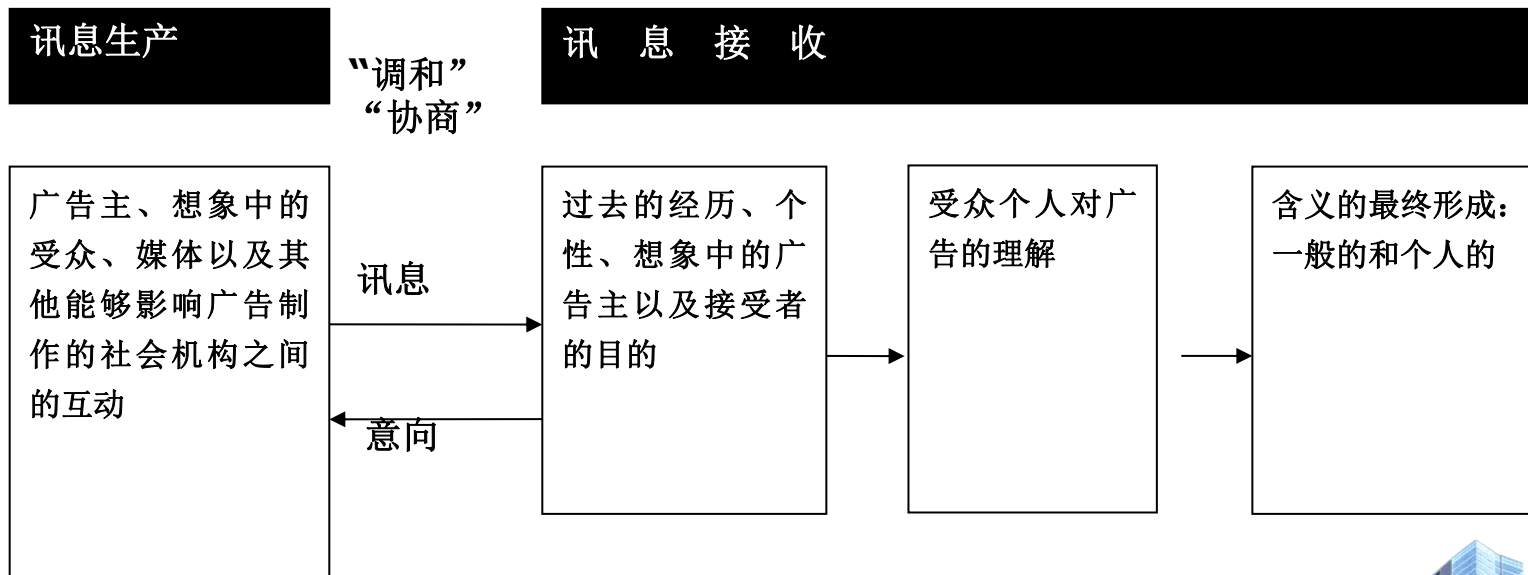 讯息生产
“调和”
“协商”
讯 息 接 收
广告主、想象中的
受众、媒体以及其
他能够影响广告制
作的社会机构之间
的互动
讯息
意向
过去的经历、个
性、想象中的广
告主以及接受者
的目的
受众个人对广
告的理解
含义的最终形成：
一般的和个人的